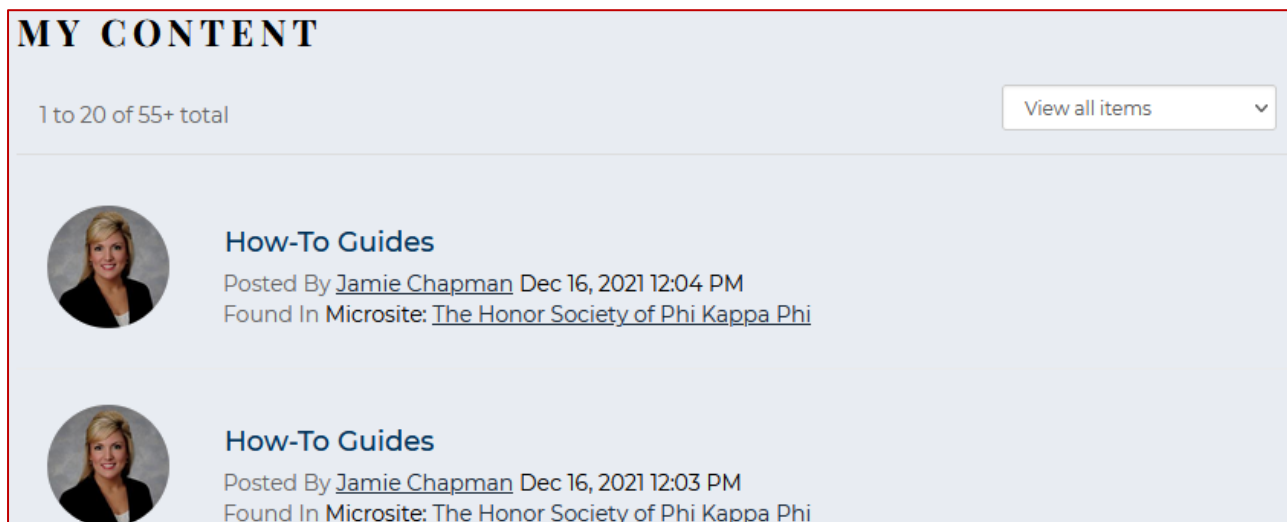 MY CONTENT
1 to 20 of 55+ total
View all items
How-To Guides
Posted By Jamie Chapman Dec 16, 2021 12:04 PM
Found In Microsite: The Honor Society of Phi Kappa Phi
How-To Guides
Posted By Jamie Chapman Dec 16, 2021 12:03 PM
Found In Microsite: The Honor Society of Phi Kappa Phi